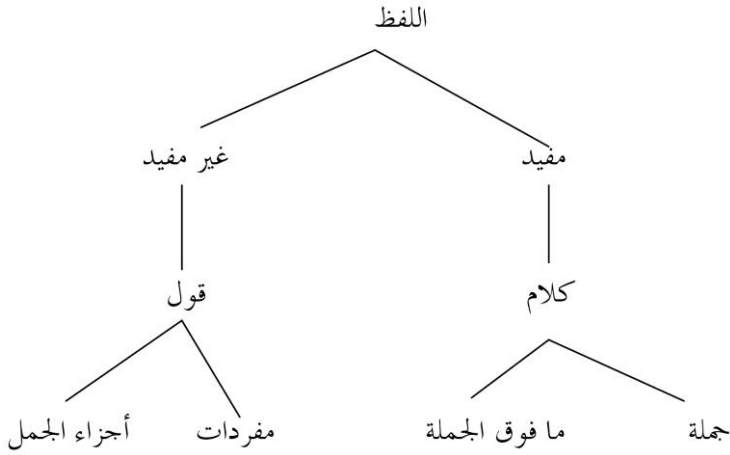 اللفظ
مفيد
غير مفيد
كلام
قول
جملة
ما فوق الجملة
مفردات
أجزاء الجمل